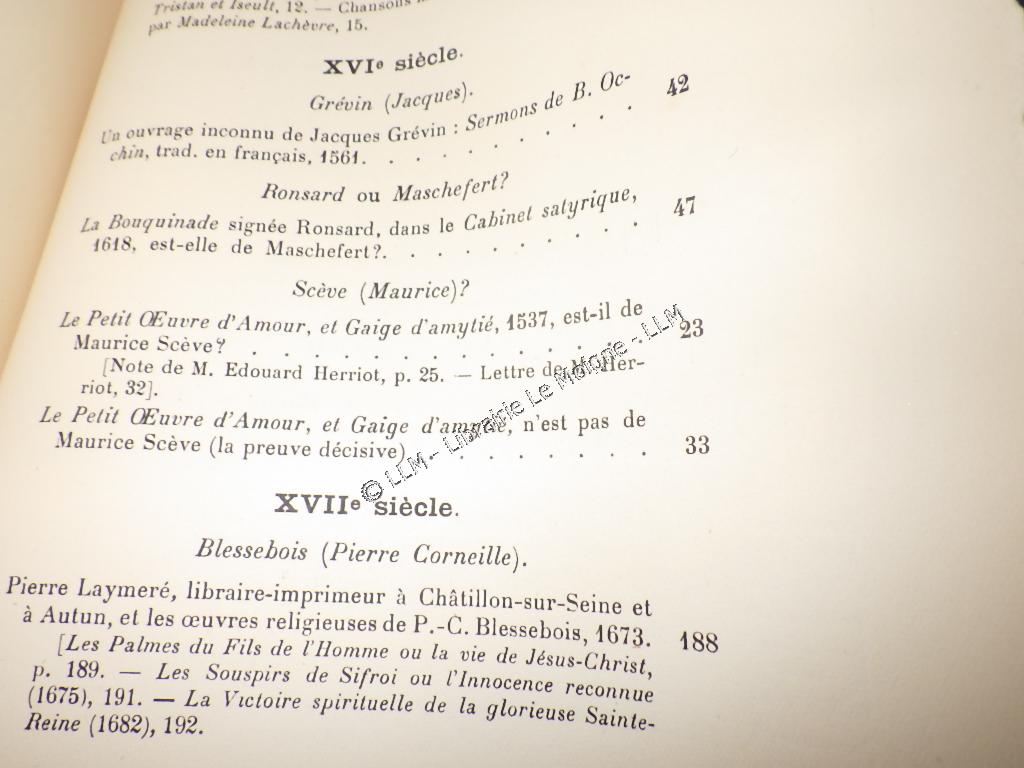 Tristan et Iseult, 12. — Chansons
par Madeleine Lachèvre, 15.
XVIe siècle.
Grévin (Jacques).
Un ouvrage inconnu de Jacques Grévin : Sermons de B. Oc-
chin, trad. en français, 1561. . . . . . . . . . 42
Ronsard ou Maschefert?
La Bouquinade signée Ronsard, dans le Cabinet satyrique,
1618, est-elle de Maschefert?. . . . . . . . . . 47
Scève (Maurice)?
Le Petit Œuvre d'Amour, et Gaige d'amytié, 1537, est-il de
Maurice Scève? . . . . . . . . . . . . 23
[Note de M. Edouard Herriot, p. 25. — Lettre de M. Her-
riot, 32].
Le Petit Œuvre d'Amour, et Gaige d'amytié, n'est pas de
Maurice Scève (la preuve décisive) . . . . . . . 33
© LLM - Librairie Le Moigne - LLM
XVIIe siècle.
Blessebois (Pierre Corneille).
Pierre Laymeré, libraire-imprimeur à Châtillon-sur-Seine et
à Autun, et les œuvres religieuses de P.-C. Blessebois, 1673. 188
[Les Palmes du Fils de l'Homme ou la vie de Jésus-Christ,
p. 189. — Les Souspirs de Sifroi ou l'Innocence reconnue
(1675), 191. — La Victoire spirituelle de la glorieuse Sainte-
Reine (1682), 192.